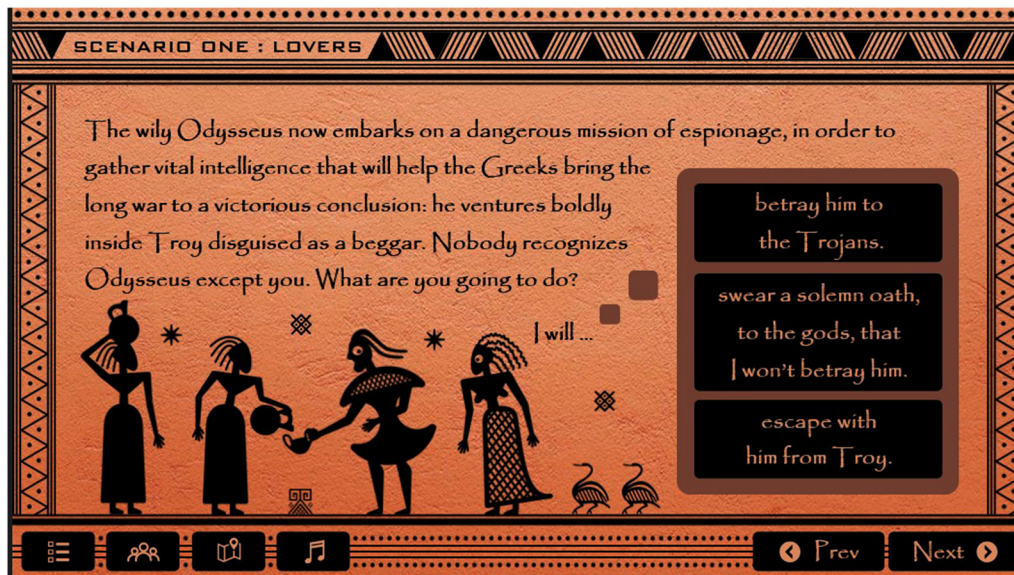 SCENARIO ONE : LOVERS
The wily Odysseus now embarks on a dangerous mission of espionage, in order to
gather vital intelligence that will help the Greeks bring the
long war to a victorious conclusion: he ventures boldly
inside Troy disguised as a beggar. Nobody recognizes
Odysseus except you. What are you going to do?
I will ...
betray him to
the Trojans.
swear a solemn oath,
to the gods, that
I won't betray him.
escape with
him from Troy.
Prev
Next